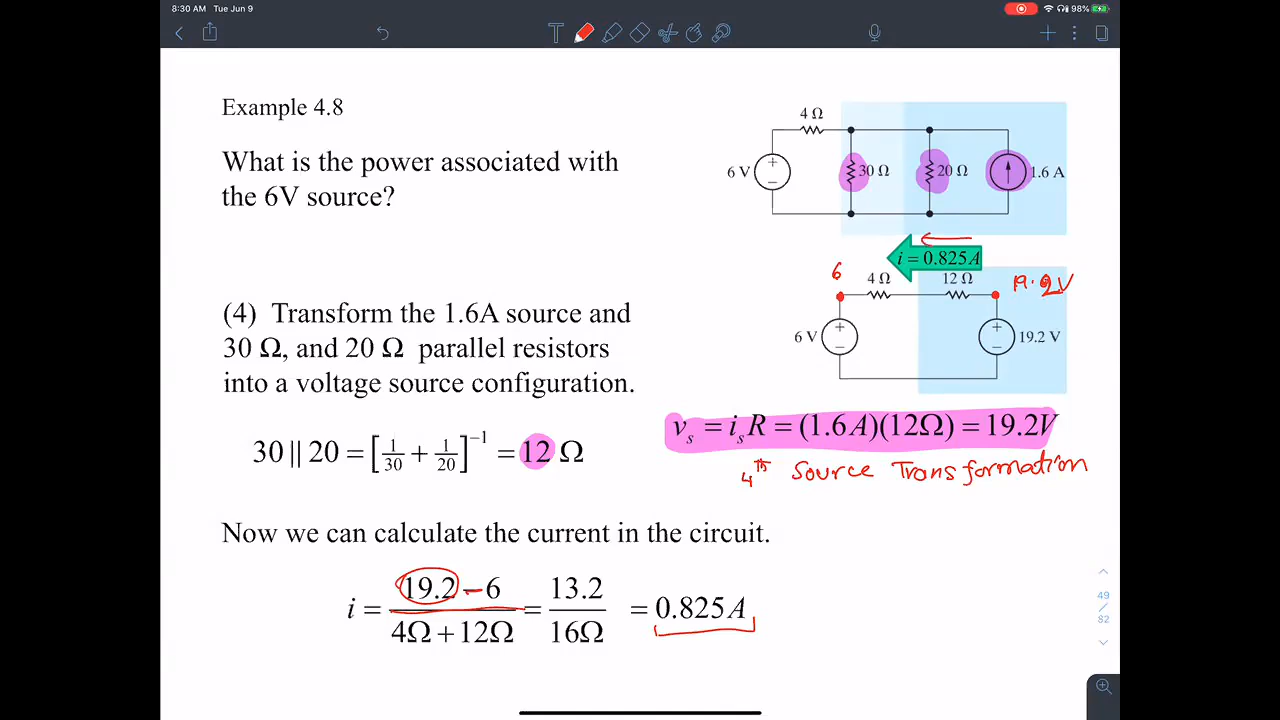 8:30 AM Tue Jun 9
98%
T
Example 4.8
What is the power associated with
the 6V source?
4 Ω
6 V
30 Ω
20 Ω
1.6 A
i = 0.825A
6
4 Ω
12 Ω
19.2V
6 V
19.2 V
(4) Transform the 1.6A source and
30 Ω, and 20 Ω parallel resistors
into a voltage source configuration.
30 || 20 = [1/30 + 1/20]⁻¹ = 12 Ω
vₛ = iₛR = (1.6A)(12Ω) = 19.2V
4th Source Transformation
Now we can calculate the current in the circuit.
i = (19.2 − 6)/(4Ω + 12Ω) = 13.2/16Ω = 0.825A
49
/
82